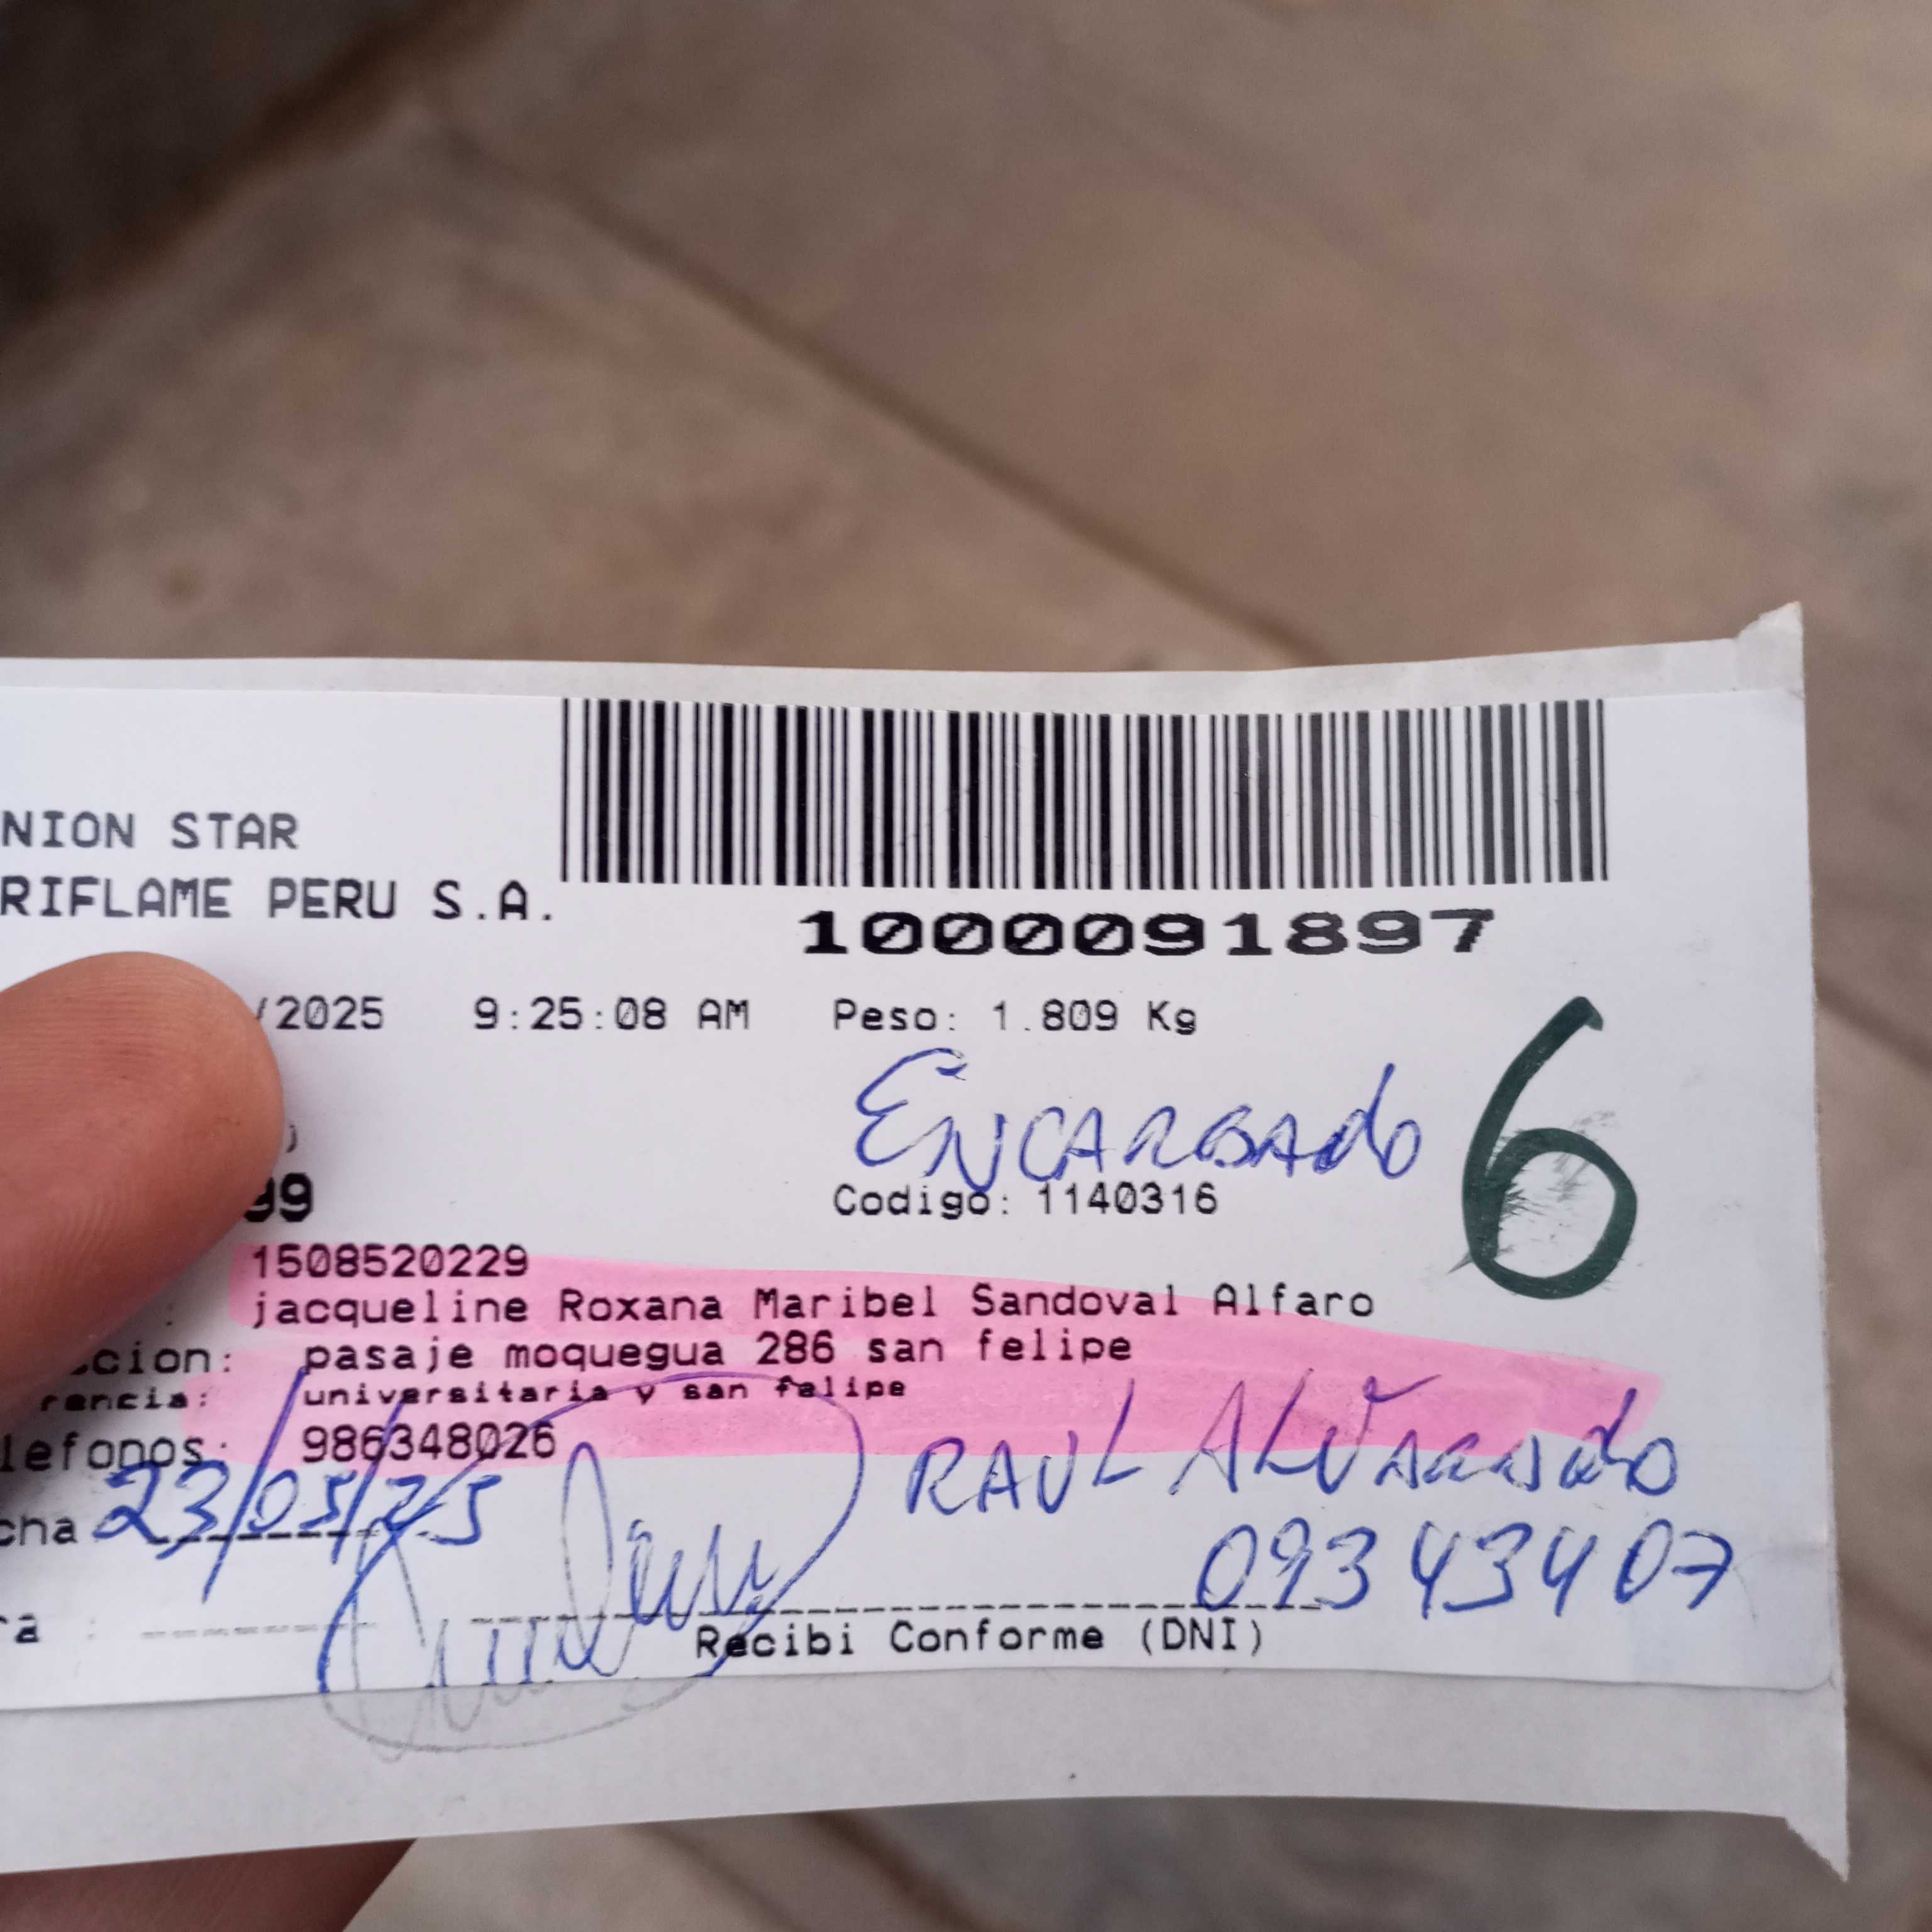 NION STAR
RIFLAME PERU S.A.
1000091897
/2025 9:25:08 AM Peso: 1.809 Kg
ENCARGADO 6
99 Codigo: 1140316
1508520229
: jacqueline Roxana Maribel Sandoval Alfaro
ccion: pasaje moquegua 286 san felipe
rencia: universitaria y san felipe
lefonos: 986348026
RAUL ALVARADO
cha 23/05/25
09343407
ra :
Recibi Conforme (DNI)